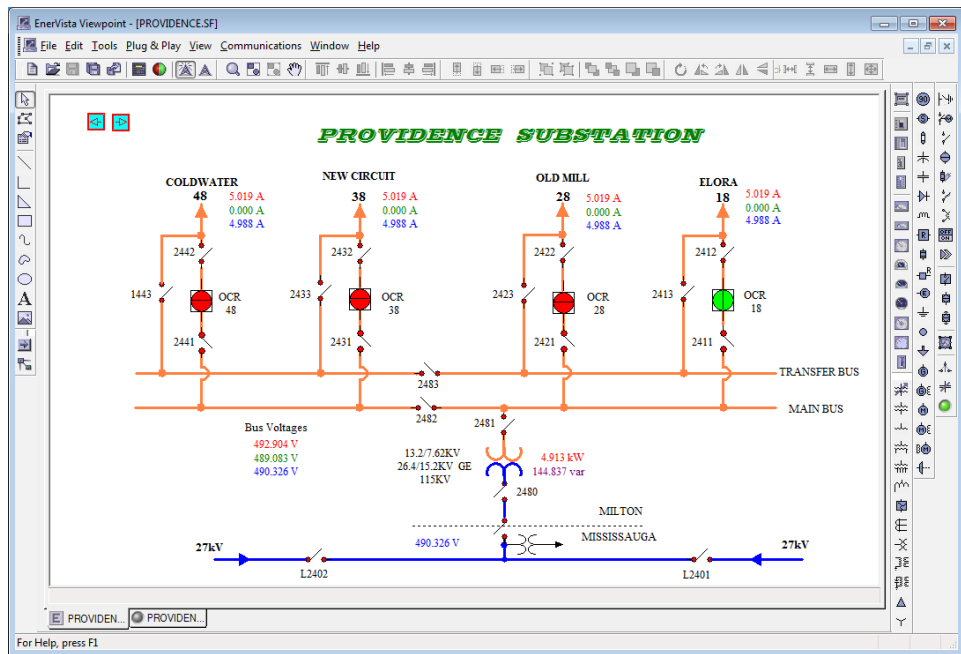 EnerVista Viewpoint - [PROVIDENCE.SF]
File Edit Tools Plug & Play View Communications Window Help
PROVIDENCE SUBSTATION
COLDWATER
48
5.019 A
0.000 A
4.988 A
NEW CIRCUIT
38
5.019 A
0.000 A
4.988 A
OLD MILL
28
5.019 A
0.000 A
4.988 A
ELORA
18
5.019 A
0.000 A
4.988 A
2442
2432
2422
2412
1443
OCR
48
2433
OCR
38
2423
OCR
28
2413
OCR
18
2441
2431
2421
2411
TRANSFER BUS
2483
MAIN BUS
2482
2481
Bus Voltages
492.904 V
489.083 V
490.326 V
13.2/7.62KV
26.4/15.2KV GE
115KV
4.913 kW
144.837 var
2480
MILTON
MISSISSAUGA
490.326 V
27kV
27kV
L2402
L2401
PROVIDEN...
PROVIDEN...
For Help, press F1